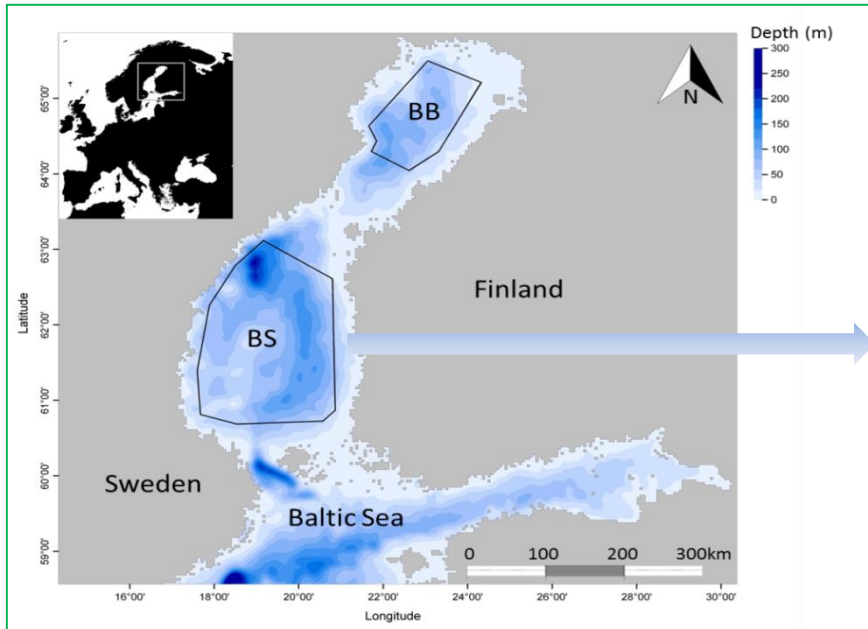 Depth (m)
300
250
200
150
100
50
0
N
BB
BS
Finland
Sweden
Baltic Sea
0 100 200 300km
65°00'
64°00'
63°00'
62°00'
61°00'
60°00'
59°00'
Latitude
16°00' 18°00' 20°00' 22°00' 24°00' 26°00' 28°00' 30°00'
Longitude